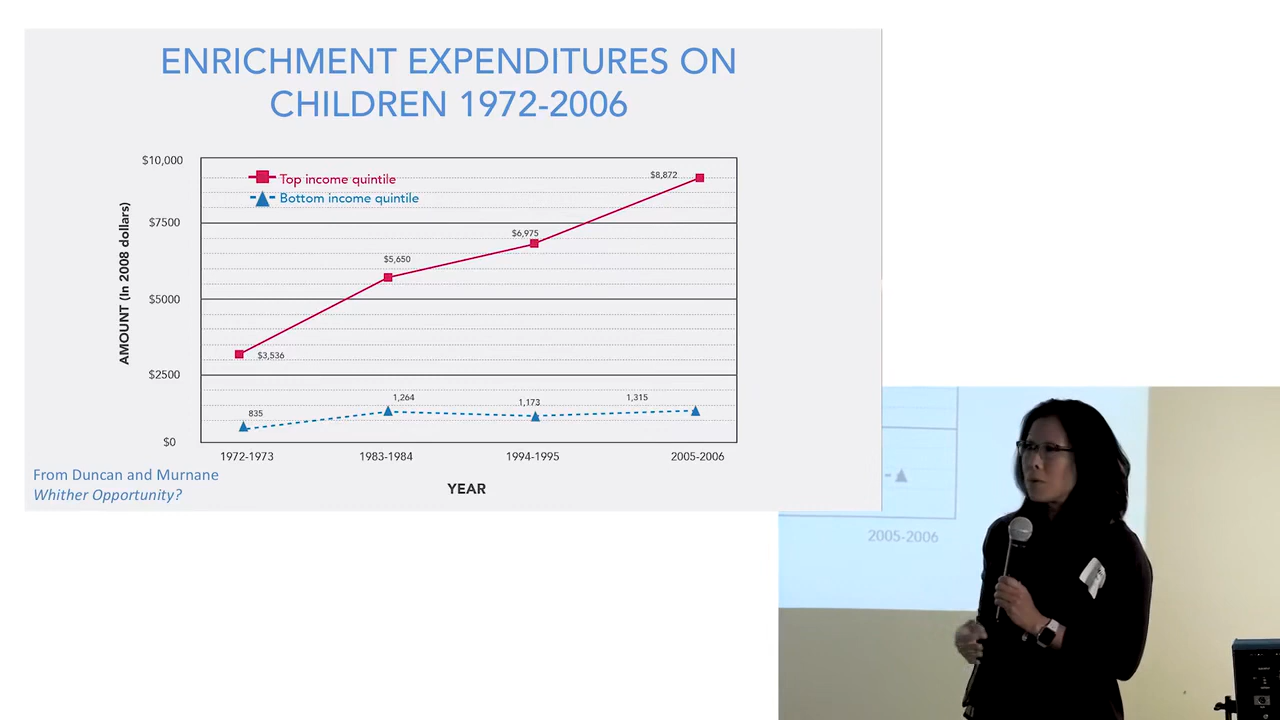 ENRICHMENT EXPENDITURES ON
CHILDREN 1972-2006
$10,000
$7500
$5000
$2500
$0
AMOUNT (In 2008 dollars)
Top income quintile
Bottom income quintile
$3,536
$5,650
$6,975
$8,872
835
1,264
1,173
1,315
1972-1973
1983-1984
1994-1995
2005-2006
YEAR
From Duncan and Murnane
Whither Opportunity?
2005-2006